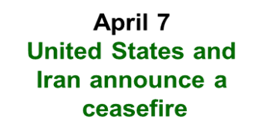 April 7
United States and
Iran announce a
ceasefire